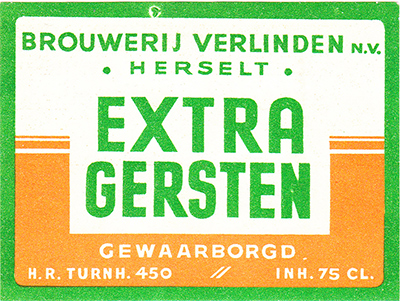 BROUWERIJ VERLINDEN N.V.
• HERSELT •
EXTRA
GERSTEN
GEWAARBORGD.
H.R. TURNH. 450 // INH. 75 CL.